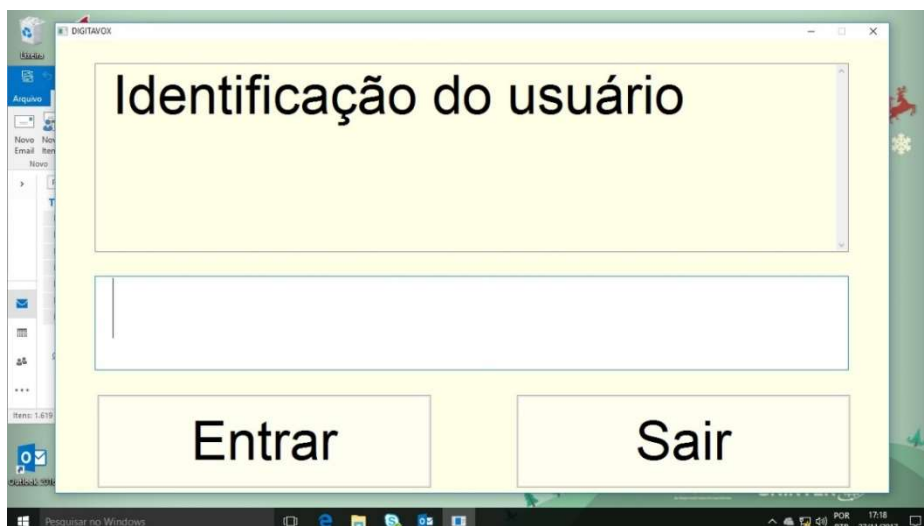 DIGITAVOX
Lixeira
Arquivo
Novo
Email
Novo
Identificação do usuário
Itens: 1.619
Entrar
Sair
Pesquisar no Windows
POR
17:18